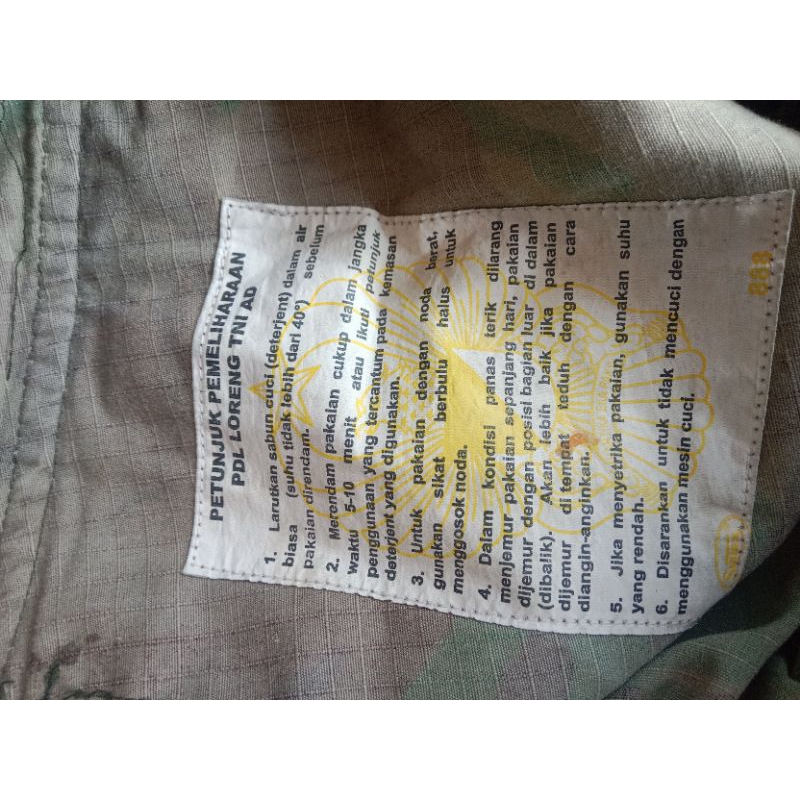 PETUNJUK PEMELIHARAAN
PDL LORENG TNI AD
1. Larutkan sabun cuci (deterjent) dalam air
biasa (suhu tidak lebih dari 40°) sebelum
pakaian direndam.
2. Merendam pakaian cukup dalam jangka
waktu 5-10 menit atau ikuti petunjuk
penggunaan yang tercantum pada kemasan
deterjent yang digunakan.
3. Untuk pakaian dengan noda berat,
gunakan sikat berbulu halus untuk
menggosok noda.
4. Dalam kondisi panas terik dilarang
menjemur pakaian sepanjang hari, pakaian
dijemur dengan posisi bagian luar di dalam
(dibalik). Akan lebih baik jika pakaian
dijemur di tempat teduh dengan cara
diangin-anginkan.
5. Jika menyetrika pakaian, gunakan suhu
yang rendah.
6. Disarankan untuk tidak mencuci dengan
menggunakan mesin cuci.